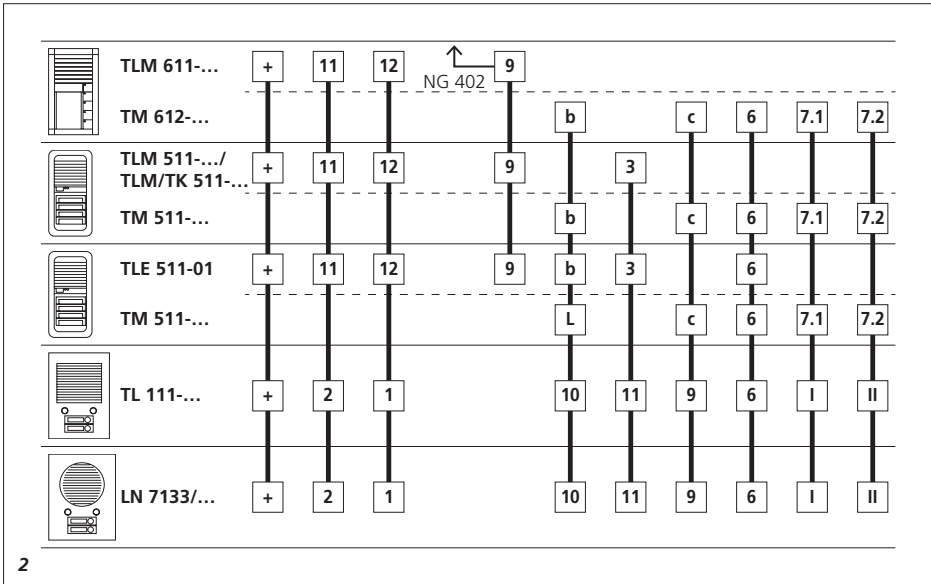 TLM 611-... + 11 12 9
NG 402
TM 612-... b c 6 7.1 7.2
TLM 511-.../
TLM/TK 511-... + 11 12 9 3
TM 511-... b c 6 7.1 7.2
TLE 511-01 + 11 12 9 b 3 6
TM 511-... L c 6 7.1 7.2
TL 111-... + 2 1 10 11 9 6 I II
LN 7133/... + 2 1 10 11 9 6 I II
2